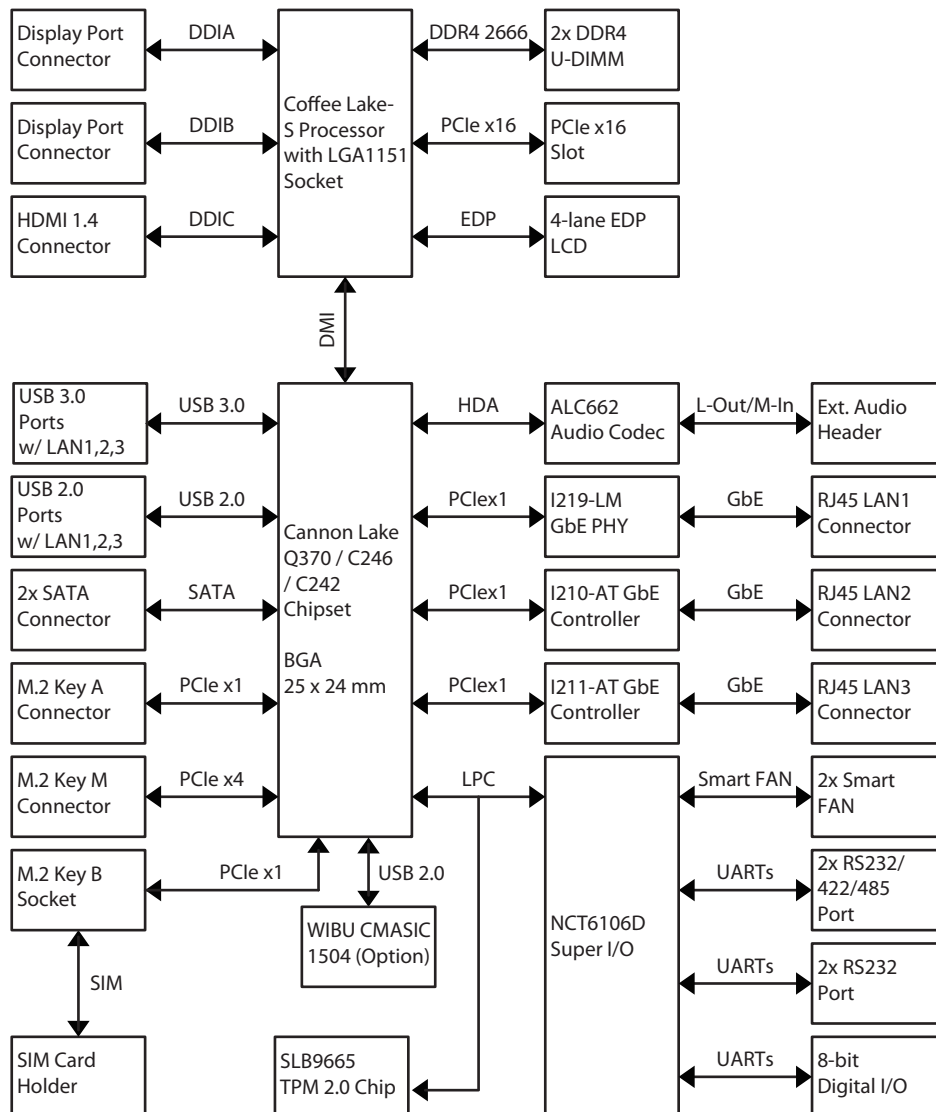 Display Port
Connector
DDIA
DDR4 2666
2x DDR4
U-DIMM
Coffee Lake-
S Processor
with LGA1151
Socket
Display Port
Connector
DDIB
PCIe x16
PCIe x16
Slot
HDMI 1.4
Connector
DDIC
EDP
4-lane EDP
LCD
DMI
USB 3.0
Ports
w/ LAN1,2,3
USB 3.0
HDA
ALC662
Audio Codec
L-Out/M-In
Ext. Audio
Header
USB 2.0
Ports
w/ LAN1,2,3
USB 2.0
Cannon Lake
Q370 / C246
/ C242
Chipset
BGA
25 x 24 mm
PCIex1
I219-LM
GbE PHY
GbE
RJ45 LAN1
Connector
2x SATA
Connector
SATA
PCIex1
I210-AT GbE
Controller
GbE
RJ45 LAN2
Connector
M.2 Key A
Connector
PCIe x1
PCIex1
I211-AT GbE
Controller
GbE
RJ45 LAN3
Connector
M.2 Key M
Connector
PCIe x4
LPC
NCT6106D
Super I/O
Smart FAN
2x Smart
FAN
M.2 Key B
Socket
PCIe x1
USB 2.0
WIBU CMASIC
1504 (Option)
UARTs
2x RS232/
422/485
Port
SIM
UARTs
2x RS232
Port
SIM Card
Holder
SLB9665
TPM 2.0 Chip
UARTs
8-bit
Digital I/O